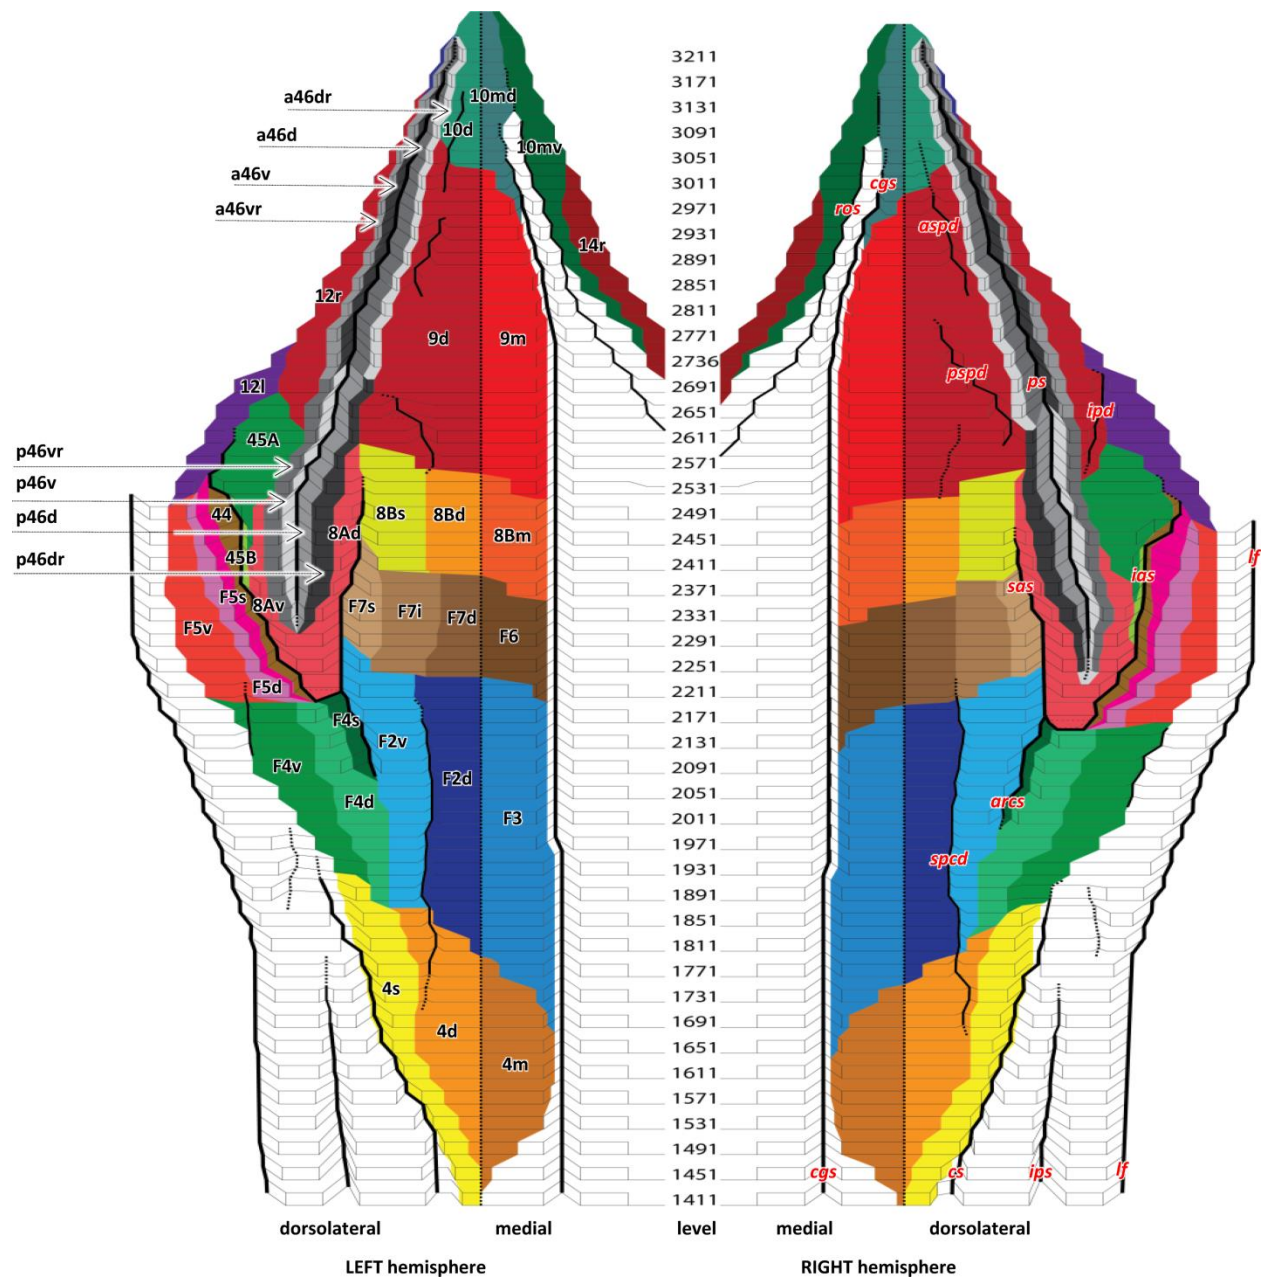 3211
3171
a46dr
10md
3131
10d
3091
a46d
10mv
3051
a46v
3011
cgs
a46vr
2971
ros
2931
aspd
14r
2891
2851
12r
2811
2771
9d
9m
2736
pspd
ps
12l
2691
ipd
2651
45A
2611
p46vr
2571
p46v
2531
44
8Bs
8Bd
2491
p46d
8Ad
8Bm
2451
45B
2411
lf
p46dr
ias
F5s
8Av
2371
sas
F7s
F7i
F7d
2331
F5v
F6
2291
2251
F5d
2211
F4s
2171
F2v
2131
F4v
2091
F2d
F4d
2051
arcs
F3
2011
1971
1931
spcd
1891
1851
1811
1771
4s
1731
4d
1691
1651
4m
1611
1571
1531
1491
1451
cgs
cs
ips
lf
1411
dorsolateral medial level medial dorsolateral
LEFT hemisphere RIGHT hemisphere